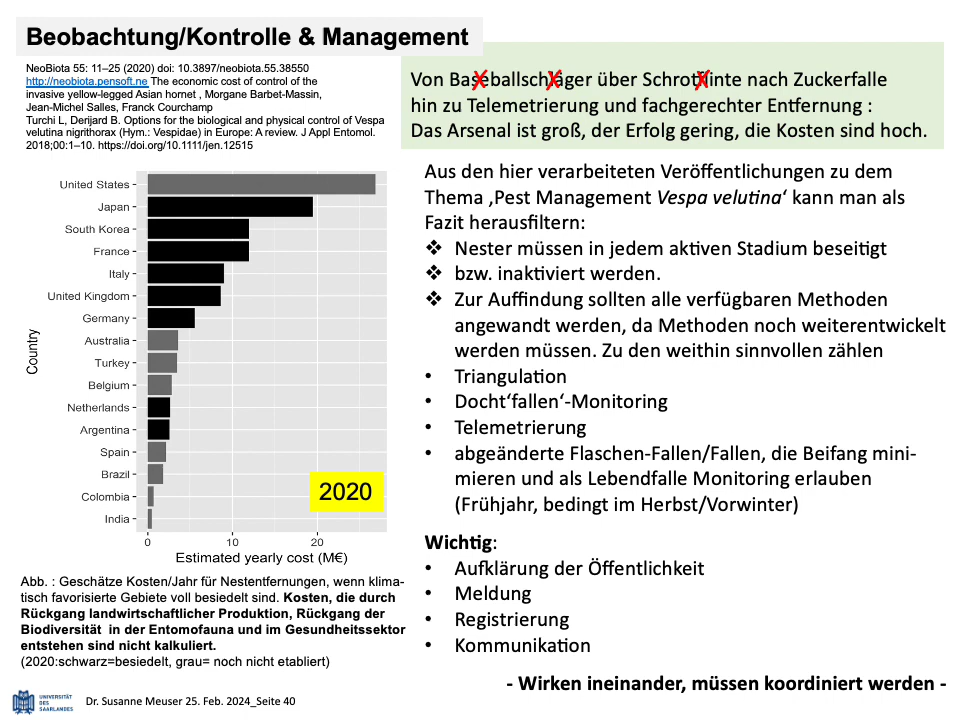 Beobachtung/Kontrolle & Management
NeoBiota 55: 11–25 (2020) doi: 10.3897/neobiota.55.38550
http://neobiota.pensoft.ne The economic cost of control of the
invasive yellow-legged Asian hornet , Morgane Barbet-Massin,
Jean-Michel Salles, Franck Courchamp
Turchi L, Derijard B. Options for the biological and physical control of Vespa
velutina nigrithorax (Hym.: Vespidae) in Europe: A review. J Appl Entomol.
2018;00:1–10. https://doi.org/10.1111/jen.12515
Von Baseballschläger über Schrotflinte nach Zuckerfalle
hin zu Telemetrierung und fachgerechter Entfernung :
Das Arsenal ist groß, der Erfolg gering, die Kosten sind hoch.
Country
United States
Japan
South Korea
France
Italy
United Kingdom
Germany
Australia
Turkey
Belgium
Netherlands
Argentina
Spain
Brazil
Colombia
India
0 10 20
Estimated yearly cost (M€)
2020
Abb. : Geschätze Kosten/Jahr für Nestentfernungen, wenn klima-
tisch favorisierte Gebiete voll besiedelt sind. Kosten, die durch
Rückgang landwirtschaftlicher Produktion, Rückgang der
Biodiversität in der Entomofauna und im Gesundheitssektor
entstehen sind nicht kalkuliert.
(2020:schwarz=besiedelt, grau= noch nicht etabliert)
Aus den hier verarbeiteten Veröffentlichungen zu dem
Thema ‚Pest Management Vespa velutina‘ kann man als
Fazit herausfiltern:
❖ Nester müssen in jedem aktiven Stadium beseitigt
❖ bzw. inaktiviert werden.
❖ Zur Auffindung sollten alle verfügbaren Methoden
angewandt werden, da Methoden noch weiterentwickelt
werden müssen. Zu den weithin sinnvollen zählen
• Triangulation
• Docht‘fallen‘-Monitoring
• Telemetrierung
• abgeänderte Flaschen-Fallen/Fallen, die Beifang mini-
mieren und als Lebendfalle Monitoring erlauben
(Frühjahr, bedingt im Herbst/Vorwinter)
Wichtig:
• Aufklärung der Öffentlichkeit
• Meldung
• Registrierung
• Kommunikation
- Wirken ineinander, müssen koordiniert werden -
UNIVERSITÄT
DES
SAARLANDES
Dr. Susanne Meuser 25. Feb. 2024_Seite 40